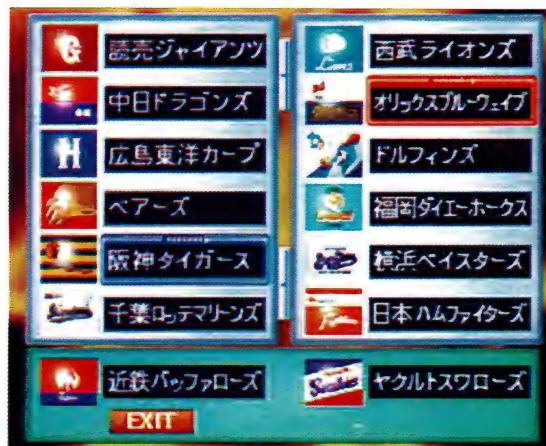 読売ジャイアンツ
中日ドラゴンズ
広島東洋カープ
ベアーズ
阪神タイガース
千葉ロッテマリーンズ
西武ライオンズ
オリックスブルーウェイブ
ドルフィンズ
福岡ダイエーホークス
横浜ベイスターズ
日本ハムファイターズ
近鉄バッファローズ
ヤクルトスワローズ
EXIT